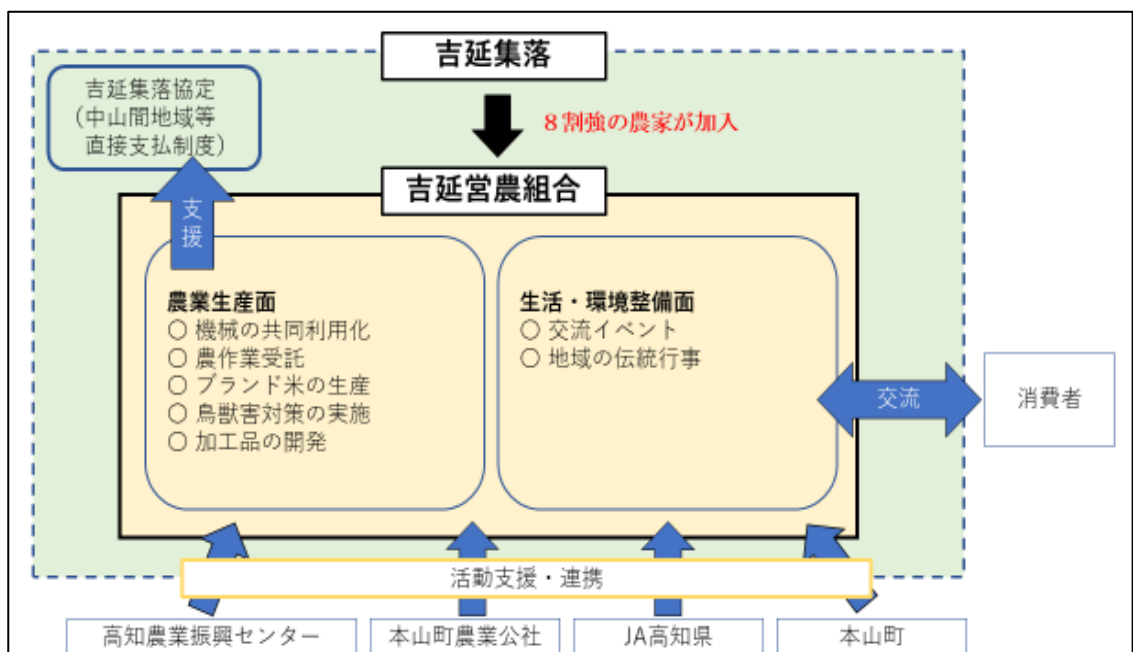 吉延集落
吉延集落協定
(中山間地域等
直接支払制度)
8割強の農家が加入
吉延営農組合
支援
農業生産面
○ 機械の共同利用化
○ 農作業受託
○ ブランド米の生産
○ 鳥獣害対策の実施
○ 加工品の開発
生活・環境整備面
○ 交流イベント
○ 地域の伝統行事
交流
消費者
活動支援・連携
高知農業振興センター
本山町農業公社
JA高知県
本山町